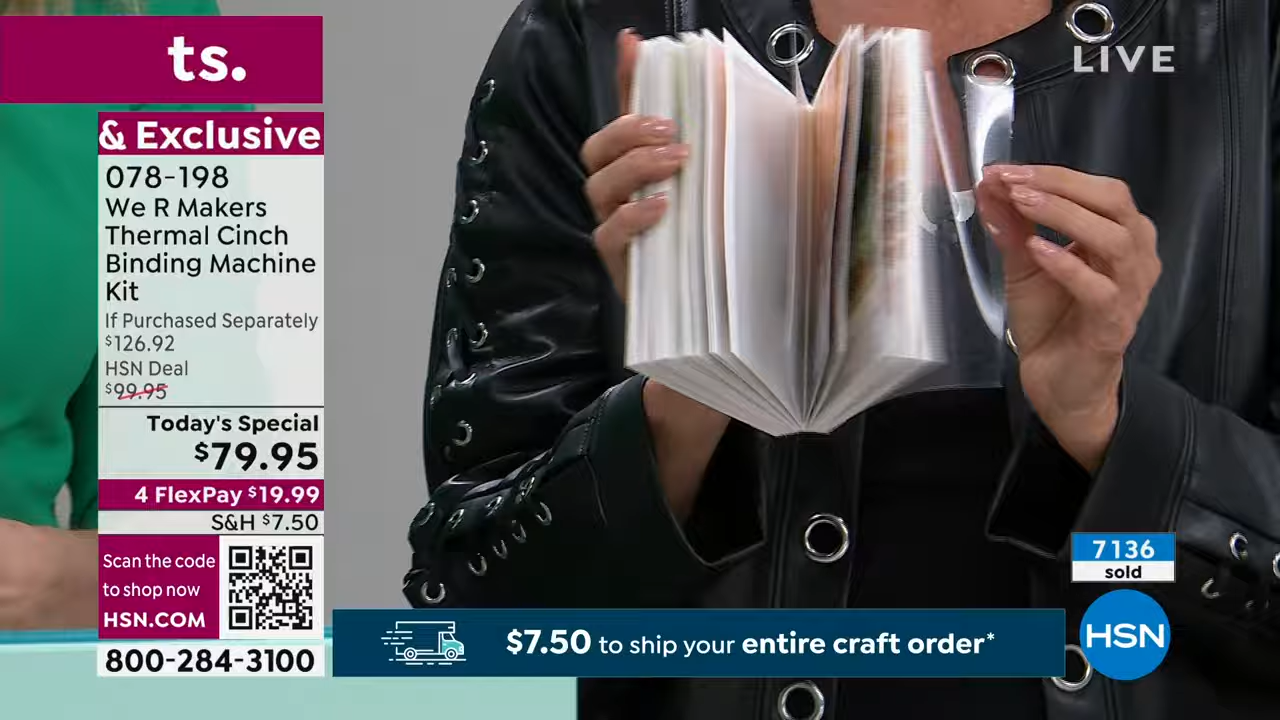 ts.
LIVE
& Exclusive
078-198
We R Makers
Thermal Cinch
Binding Machine
Kit
If Purchased Separately
$126.92
HSN Deal
$99.95
Today's Special
$79.95
4 FlexPay $19.99
S&H $7.50
Scan the code
to shop now
HSN.COM
800-284-3100
7136
sold
$7.50 to ship your entire craft order*
HSN